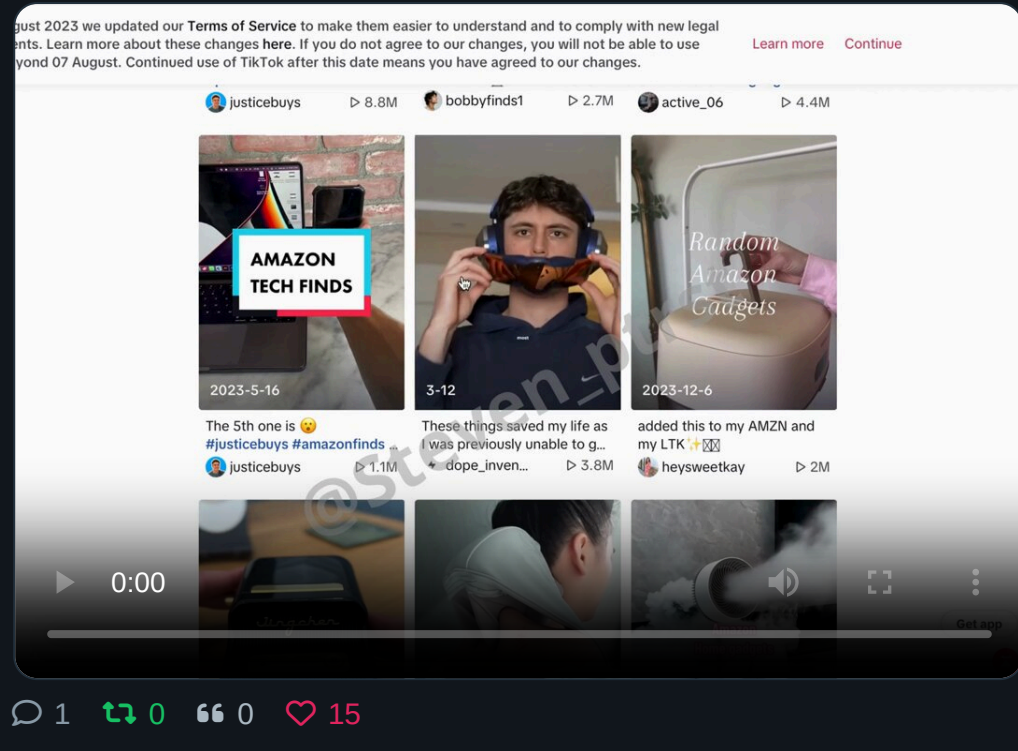 gust 2023 we updated our Terms of Service to make them easier to understand and to comply with new legal
ents. Learn more about these changes here. If you do not agree to our changes, you will not be able to use
yond 07 August. Continued use of TikTok after this date means you have agreed to our changes.
Learn more Continue
justicebuys 8.8M
bobbyfinds1 2.7M
active_06 4.4M
AMAZON
TECH FINDS
2023-5-16
3-12
Random
Amazon
Gadgets
2023-12-6
The 5th one is 😮
#justicebuys #amazonfinds ...
justicebuys 1.1M
These things saved my life as
I was previously unable to g...
dope_inven... 3.8M
added this to my AMZN and
my LTK✨
heysweetkay 2M
0:00
Get app
1 0 0 15